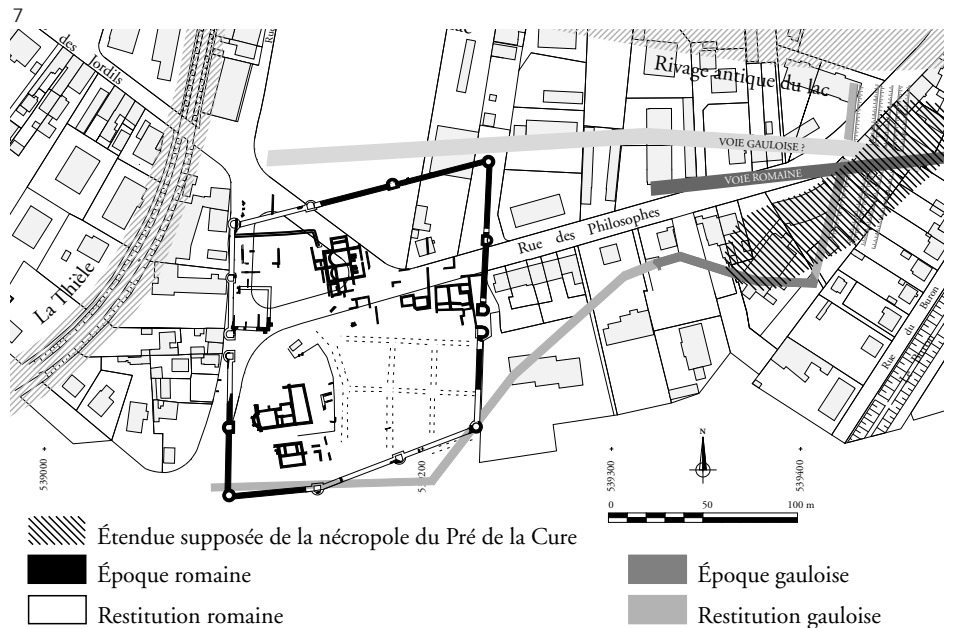 7
des Jordils
Rue
Rivage antique du lac
VOIE GAULOISE ?
VOIE ROMAINE
Rue des Philosophes
La Thièle
Rue du Buron
N
539000
539300
539400
0 50 100 m
Étendue supposée de la nécropole du Pré de la Cure
Époque romaine
Époque gauloise
Restitution romaine
Restitution gauloise